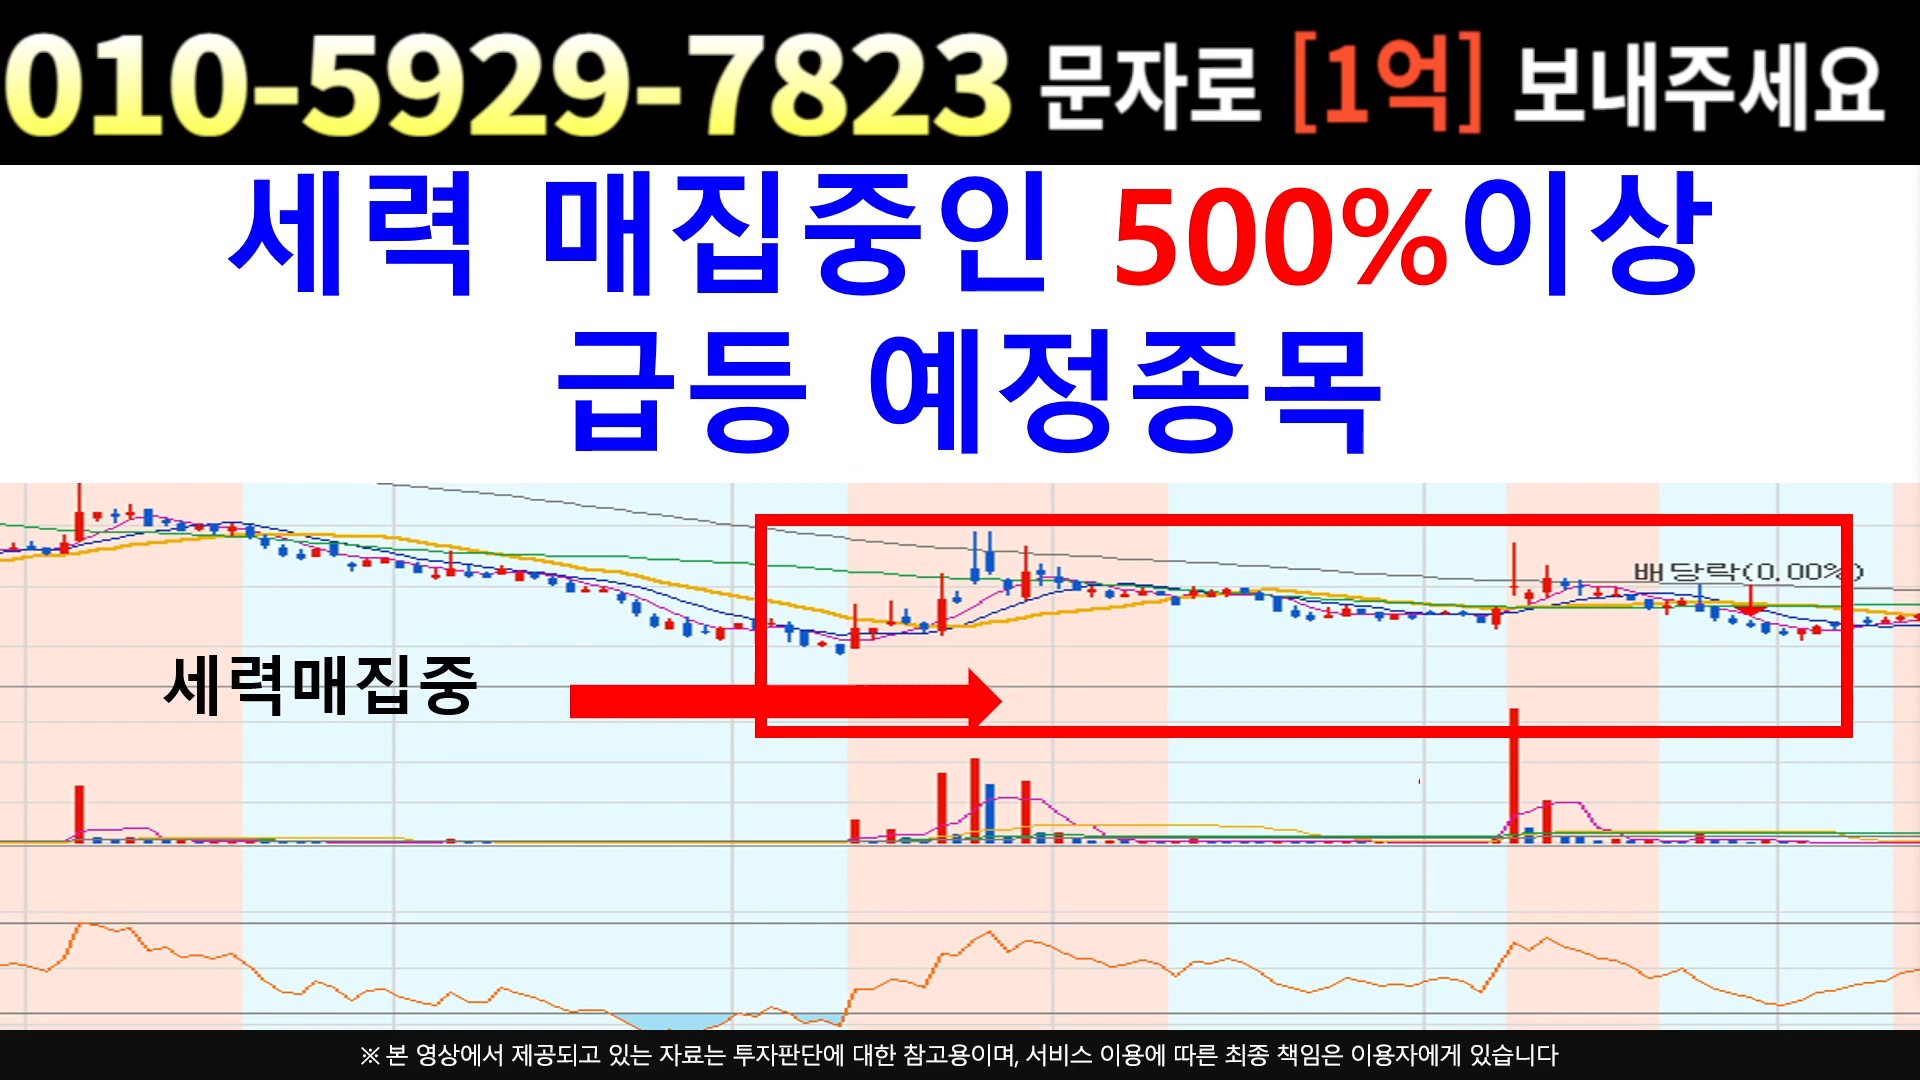 010-5929-7823 문자로 [1억] 보내주세요
세력 매집중인 500%이상
급등 예정종목
배당락(0.00%)
세력매집중
※ 본 영상에서 제공되고 있는 자료는 투자판단에 대한 참고용이며, 서비스 이용에 따른 최종 책임은 이용자에게 있습니다